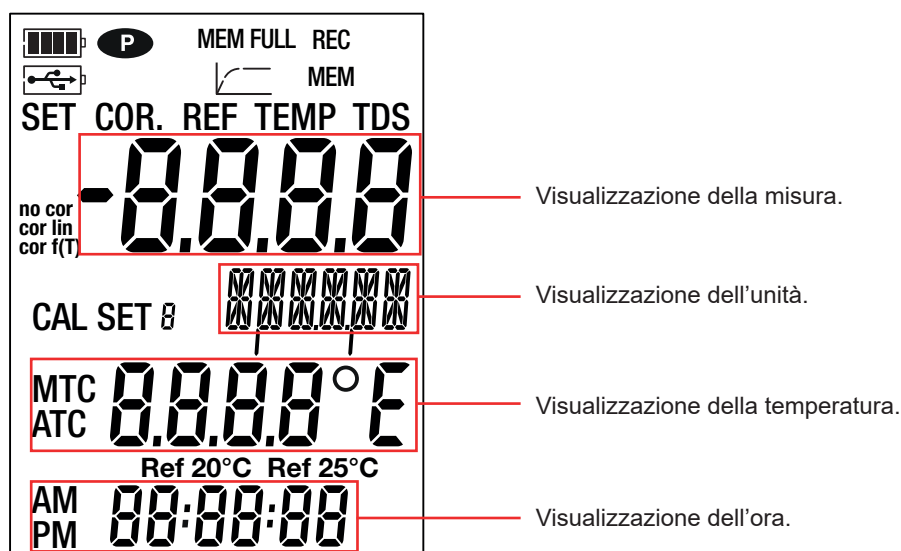 P MEM FULL REC
MEM
SET COR. REF TEMP TDS
-8.8.8.8
Visualizzazione della misura.
no cor
cor lin
cor f(T)
Visualizzazione dell'unità.
CAL SET 8
MTC
ATC
8.8.8.8°E
Visualizzazione della temperatura.
Ref 20°C Ref 25°C
AM
PM
88:88:88
Visualizzazione dell'ora.